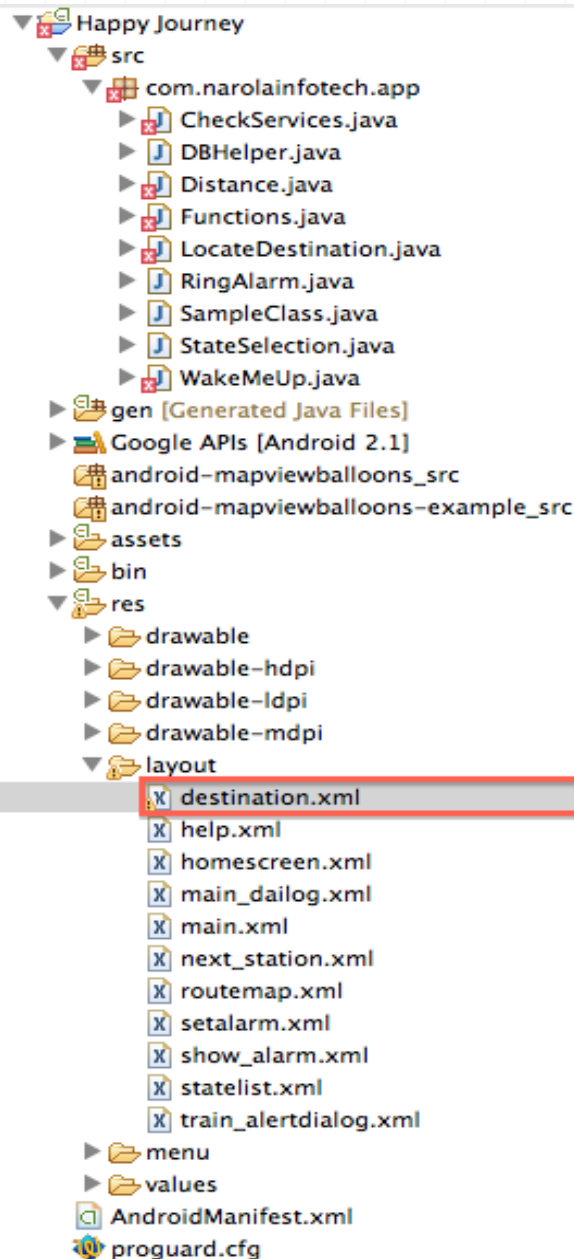 Happy Journey
src
com.narolainfotech.app
CheckServices.java
DBHelper.java
Distance.java
Functions.java
LocateDestination.java
RingAlarm.java
SampleClass.java
StateSelection.java
WakeMeUp.java
gen [Generated Java Files]
Google APIs [Android 2.1]
android-mapviewballoons_src
android-mapviewballoons-example_src
assets
bin
res
drawable
drawable-hdpi
drawable-ldpi
drawable-mdpi
layout
destination.xml
help.xml
homescreen.xml
main_dailog.xml
main.xml
next_station.xml
routemap.xml
setalarm.xml
show_alarm.xml
statelist.xml
train_alertdialog.xml
menu
values
AndroidManifest.xml
proguard.cfg